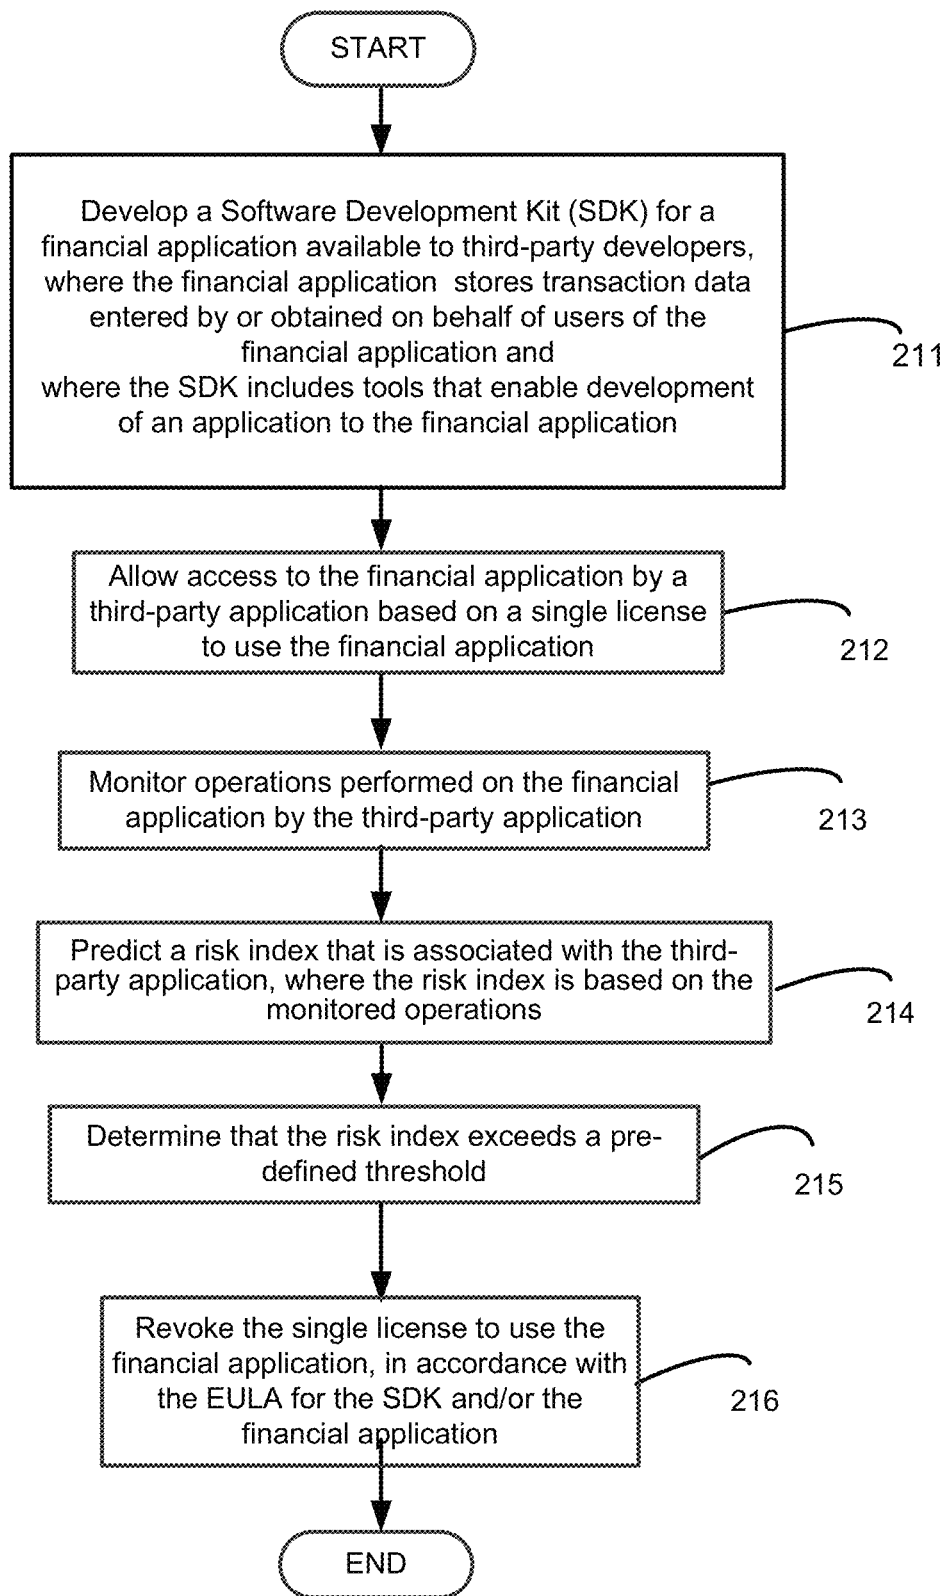 START
Develop a Software Development Kit (SDK) for a
financial application available to third-party developers,
where the financial application stores transaction data
entered by or obtained on behalf of users of the
financial application and
where the SDK includes tools that enable development
of an application to the financial application
211
Allow access to the financial application by a
third-party application based on a single license
to use the financial application
212
Monitor operations performed on the financial
application by the third-party application
213
Predict a risk index that is associated with the third-
party application, where the risk index is based on the
monitored operations
214
Determine that the risk index exceeds a pre-
defined threshold
215
Revoke the single license to use the
financial application, in accordance with
the EULA for the SDK and/or the
financial application
216
END